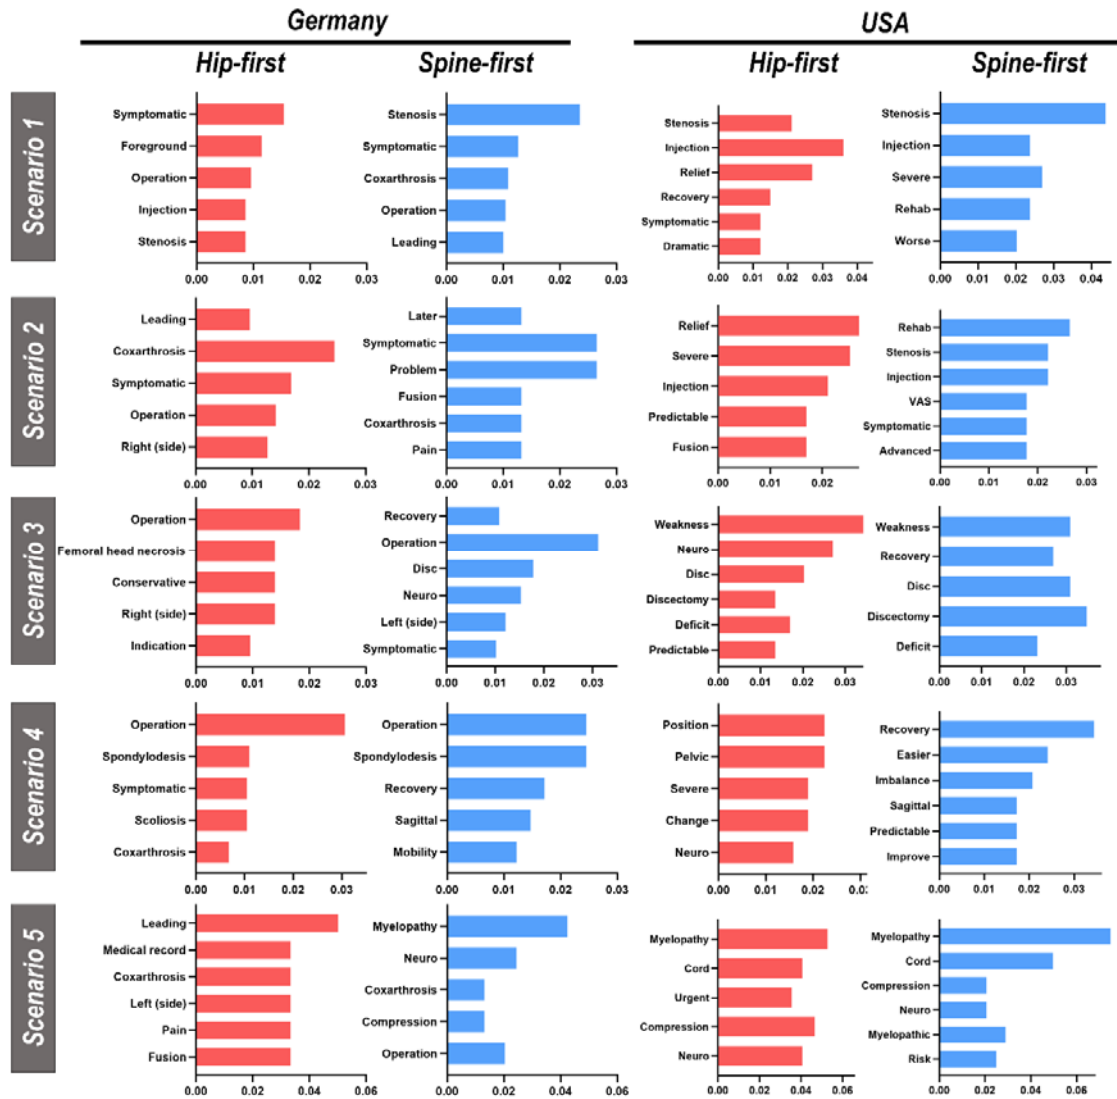 Germany
USA
Hip-first
Spine-first
Hip-first
Spine-first
Scenario 1
Symptomatic
Foreground
Operation
Injection
Stenosis
0.00 0.01 0.02 0.03
Stenosis
Symptomatic
Coxarthrosis
Operation
Leading
0.00 0.01 0.02 0.03
Stenosis
Injection
Relief
Recovery
Symptomatic
Dramatic
0.00 0.01 0.02 0.03 0.04
Stenosis
Injection
Severe
Rehab
Worse
0.00 0.01 0.02 0.03 0.04
Scenario 2
Leading
Coxarthrosis
Symptomatic
Operation
Right (side)
0.00 0.01 0.02 0.03
Later
Symptomatic
Problem
Fusion
Coxarthrosis
Pain
0.00 0.01 0.02 0.03
Relief
Severe
Injection
Predictable
Fusion
0.00 0.01 0.02
Rehab
Stenosis
Injection
VAS
Symptomatic
Advanced
0.00 0.01 0.02 0.03
Scenario 3
Operation
Femoral head necrosis
Conservative
Right (side)
Indication
0.00 0.01 0.02 0.03
Recovery
Operation
Disc
Neuro
Left (side)
Symptomatic
0.00 0.01 0.02 0.03
Weakness
Neuro
Disc
Discectomy
Deficit
Predictable
0.00 0.01 0.02 0.03
Weakness
Recovery
Disc
Discectomy
Deficit
0.00 0.01 0.02 0.03
Scenario 4
Operation
Spondylodesis
Symptomatic
Scoliosis
Coxarthrosis
0.00 0.01 0.02 0.03
Operation
Spondylodesis
Recovery
Sagittal
Mobility
0.00 0.01 0.02 0.03
Position
Pelvic
Severe
Change
Neuro
0.00 0.01 0.02 0.03
Recovery
Easier
Imbalance
Sagittal
Predictable
Improve
0.00 0.01 0.02 0.03
Scenario 5
Leading
Medical record
Coxarthrosis
Left (side)
Pain
Fusion
0.00 0.02 0.04 0.06
Myelopathy
Neuro
Coxarthrosis
Compression
Operation
0.00 0.02 0.04 0.06
Myelopathy
Cord
Urgent
Compression
Neuro
0.00 0.02 0.04 0.06
Myelopathy
Cord
Compression
Neuro
Myelopathic
Risk
0.00 0.02 0.04 0.06